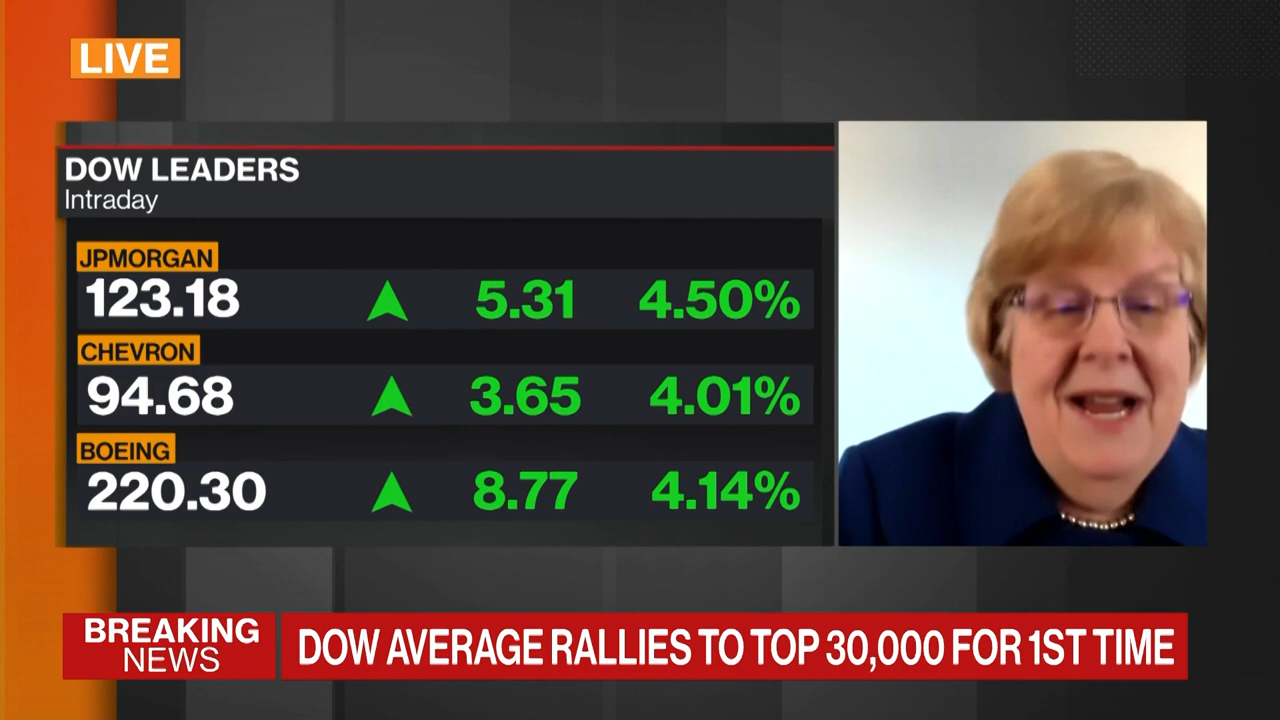 LIVE
DOW LEADERS
Intraday
JPMORGAN
123.18 5.31 4.50%
CHEVRON
94.68 3.65 4.01%
BOEING
220.30 8.77 4.14%
BREAKING
NEWS
DOW AVERAGE RALLIES TO TOP 30,000 FOR 1ST TIME